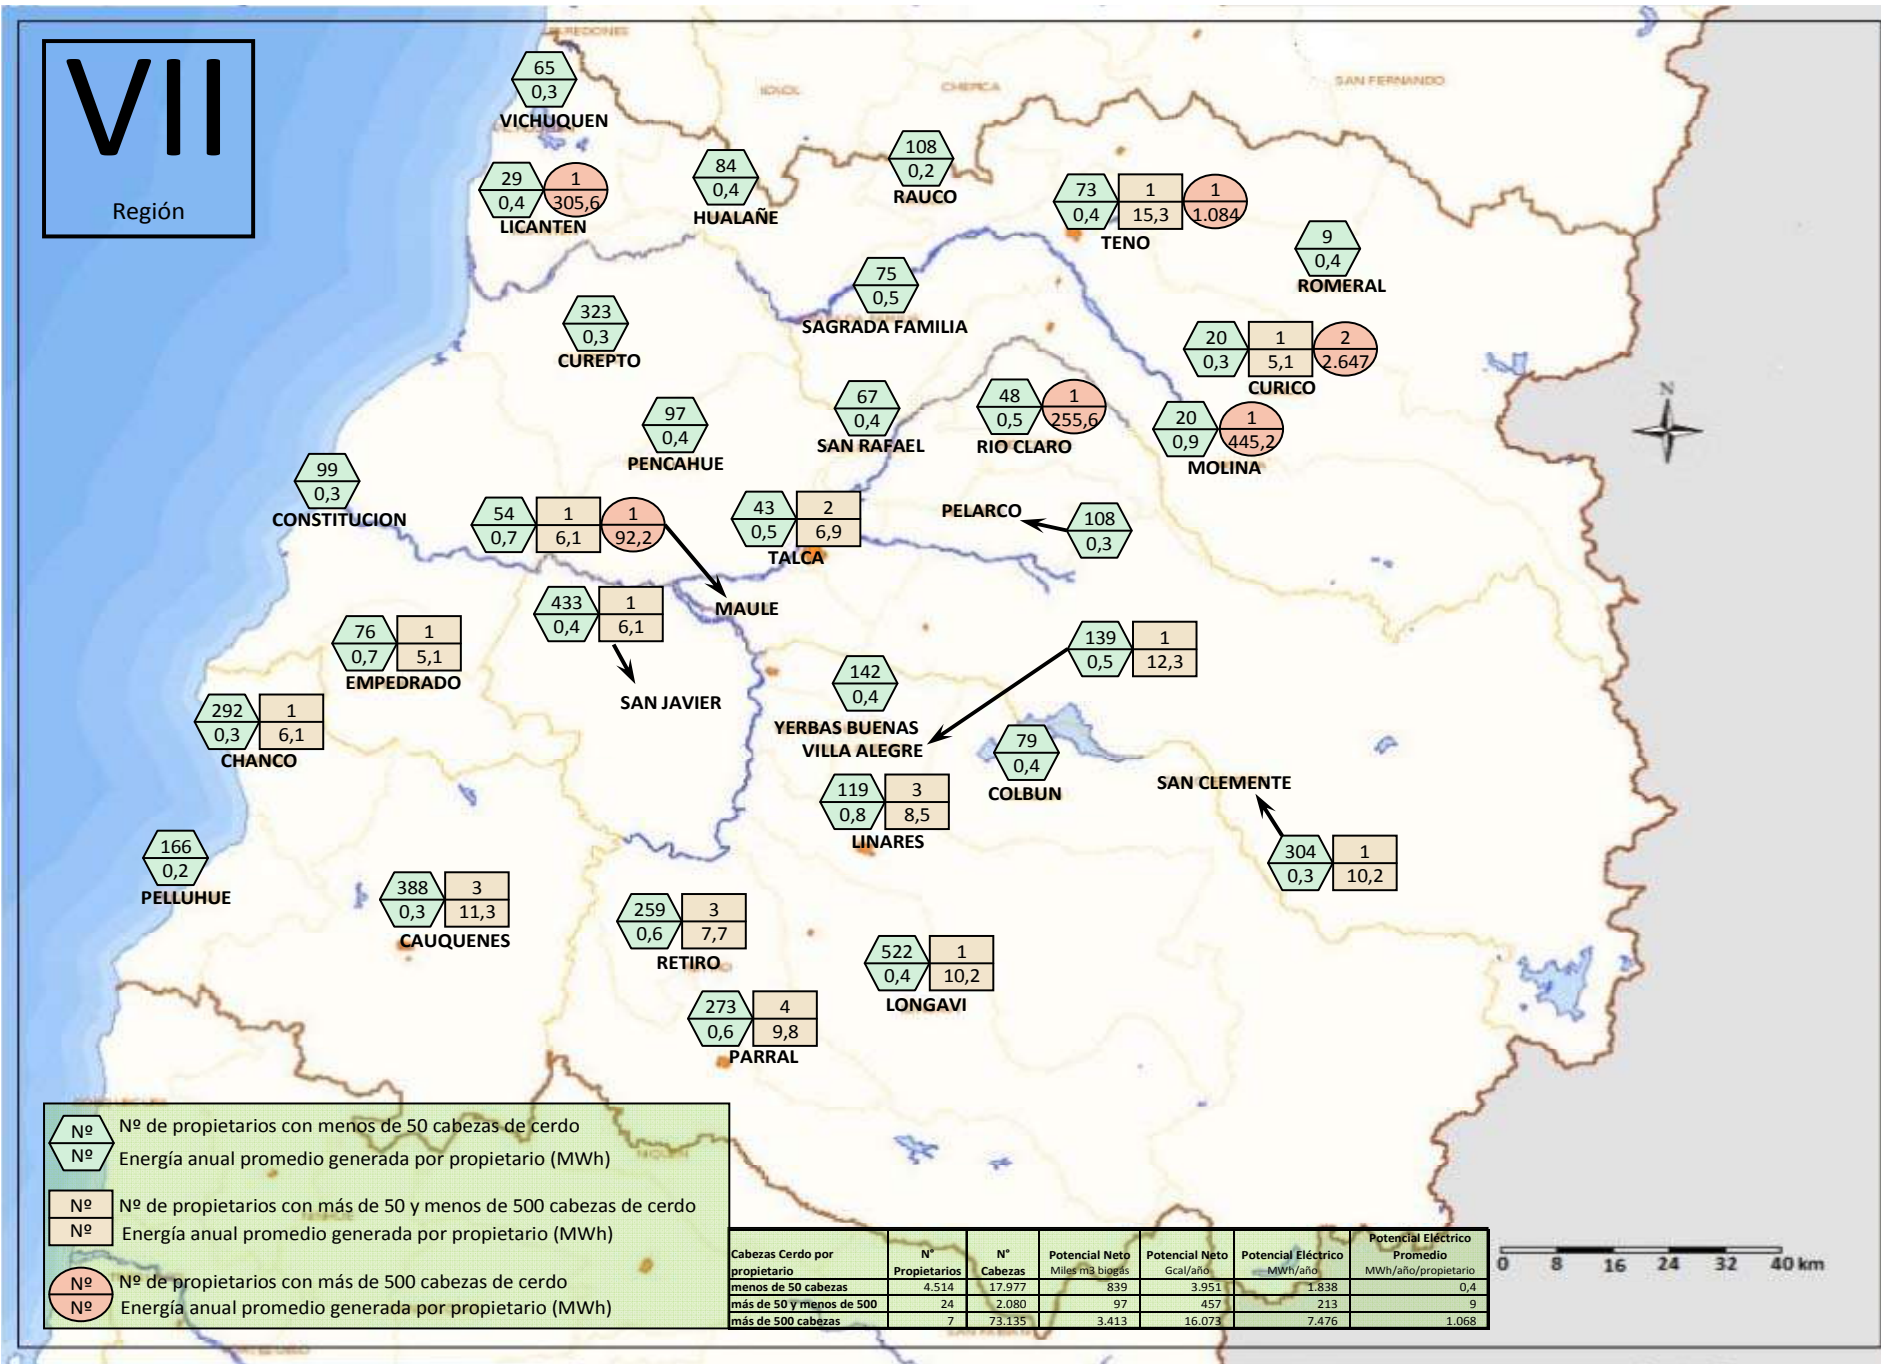 VII
Región
PAREDONES
LOLOL
CHEPICA
SAN FERNANDO
65
0,3
VICHUQUEN
29
0,4
1
305,6
LICANTEN
84
0,4
HUALAÑE
108
0,2
RAUCO
73
0,4
1
15,3
1
1.084
TENO
9
0,4
ROMERAL
75
0,5
SAGRADA FAMILIA
323
0,3
CUREPTO
20
0,3
1
5,1
2
2.647
CURICO
67
0,4
SAN RAFAEL
48
0,5
1
255,6
RIO CLARO
20
0,9
1
445,2
MOLINA
97
0,4
PENCAHUE
N
99
0,3
CONSTITUCION
54
0,7
1
6,1
1
92,2
MAULE
43
0,5
2
6,9
TALCA
PELARCO
108
0,3
433
0,4
1
6,1
SAN JAVIER
76
0,7
1
5,1
EMPEDRADO
139
0,5
1
12,3
142
0,4
YERBAS BUENAS
VILLA ALEGRE
292
0,3
1
6,1
CHANCO
79
0,4
COLBUN
SAN CLEMENTE
304
0,3
1
10,2
119
0,8
3
8,5
LINARES
166
0,2
PELLUHUE
388
0,3
3
11,3
CAUQUENES
259
0,6
3
7,7
RETIRO
522
0,4
1
10,2
LONGAVI
273
0,6
4
9,8
PARRAL
Nº Nº de propietarios con menos de 50 cabezas de cerdo
Nº Energía anual promedio generada por propietario (MWh)
Nº Nº de propietarios con más de 50 y menos de 500 cabezas de cerdo
Nº Energía anual promedio generada por propietario (MWh)
Nº Nº de propietarios con más de 500 cabezas de cerdo
Nº Energía anual promedio generada por propietario (MWh)
NIQUEN
NINHUE
SAN FABIAN
Cabezas Cerdo por propietario N° Propietarios N° Cabezas Potencial Neto Miles m3 biogás Potencial Neto Gcal/año Potencial Eléctrico MWh/año Potencial Eléctrico Promedio MWh/año/propietario
menos de 50 cabezas 4.514 17.977 839 3.951 1.838 0,4
más de 50 y menos de 500 24 2.080 97 457 213 9
más de 500 cabezas 7 73.135 3.413 16.073 7.476 1.068
0 8 16 24 32 40 km